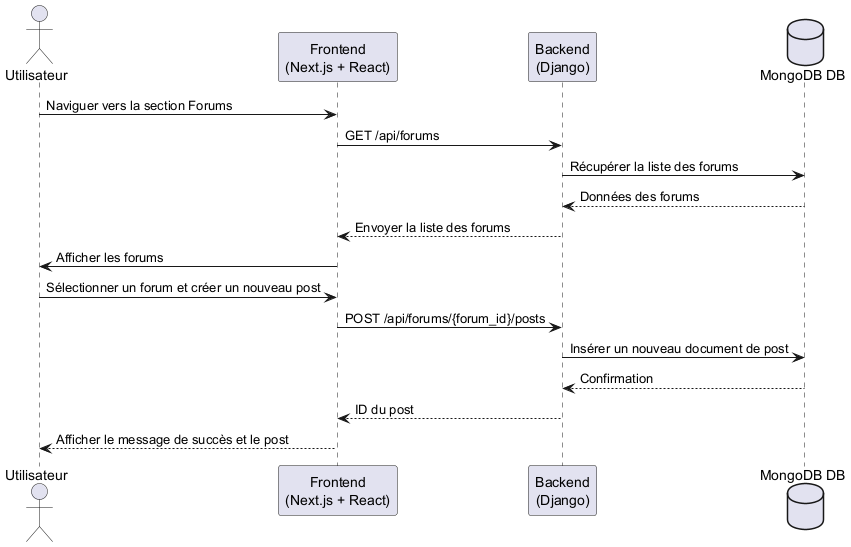 Utilisateur
Frontend
(Next.js + React)
Backend
(Django)
MongoDB DB
Naviguer vers la section Forums
GET /api/forums
Récupérer la liste des forums
Données des forums
Envoyer la liste des forums
Afficher les forums
Sélectionner un forum et créer un nouveau post
POST /api/forums/{forum_id}/posts
Insérer un nouveau document de post
Confirmation
ID du post
Afficher le message de succès et le post
Utilisateur
Frontend
(Next.js + React)
Backend
(Django)
MongoDB DB